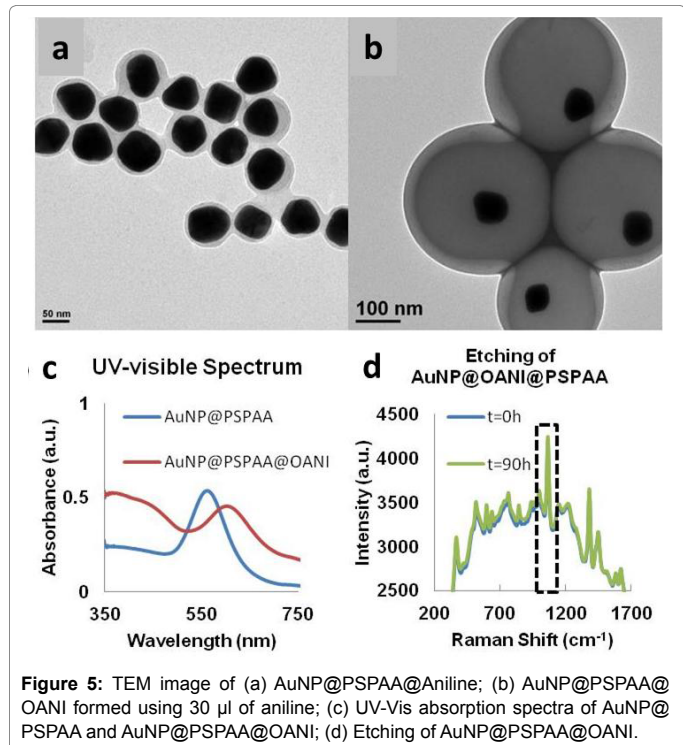 a
b
50 nm
100 nm
c
UV-visible Spectrum
1
0.5
0
Absorbance (a.u.)
AuNP@PSPAA
AuNP@PSPAA@OANI
350
550
750
Wavelength (nm)
d
Etching of
AuNP@OANI@PSPAA
4500
4000
3500
3000
2500
Intensity (a.u.)
t=0h
t=90h
200
700
1200
1700
Raman Shift (cm⁻¹)
Figure 5: TEM image of (a) AuNP@PSPAA@Aniline; (b) AuNP@PSPAA@
OANI formed using 30 µl of aniline; (c) UV-Vis absorption spectra of AuNP@
PSPAA and AuNP@PSPAA@OANI; (d) Etching of AuNP@PSPAA@OANI.